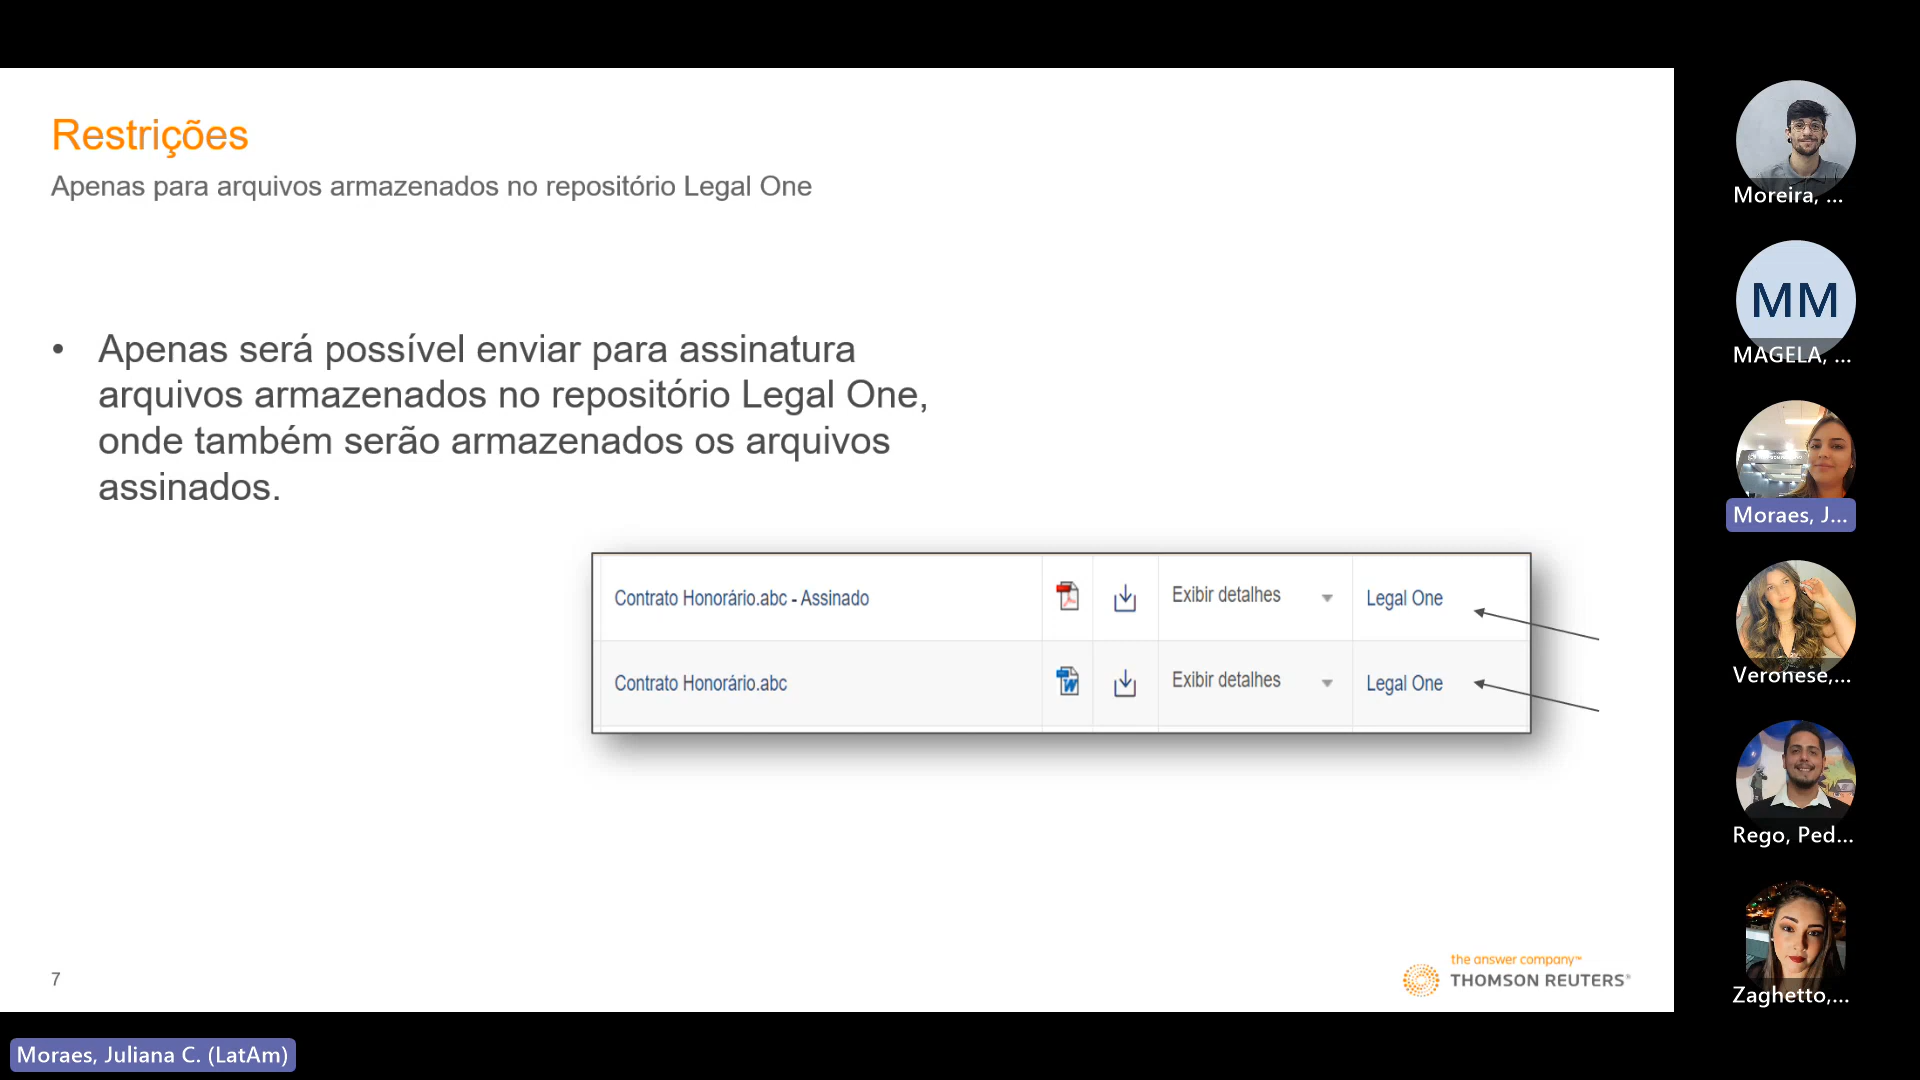 Restrições
Apenas para arquivos armazenados no repositório Legal One
• Apenas será possível enviar para assinatura
arquivos armazenados no repositório Legal One,
onde também serão armazenados os arquivos
assinados.
Contrato Honorário.abc - Assinado
Exibir detalhes
Legal One
Contrato Honorário.abc
Exibir detalhes
Legal One
7
the answer company™
THOMSON REUTERS®
Moreira, ...
MM
MAGELA, ...
Moraes, J...
Veronese,...
Rego, Ped...
Zaghetto,...
Moraes, Juliana C. (LatAm)